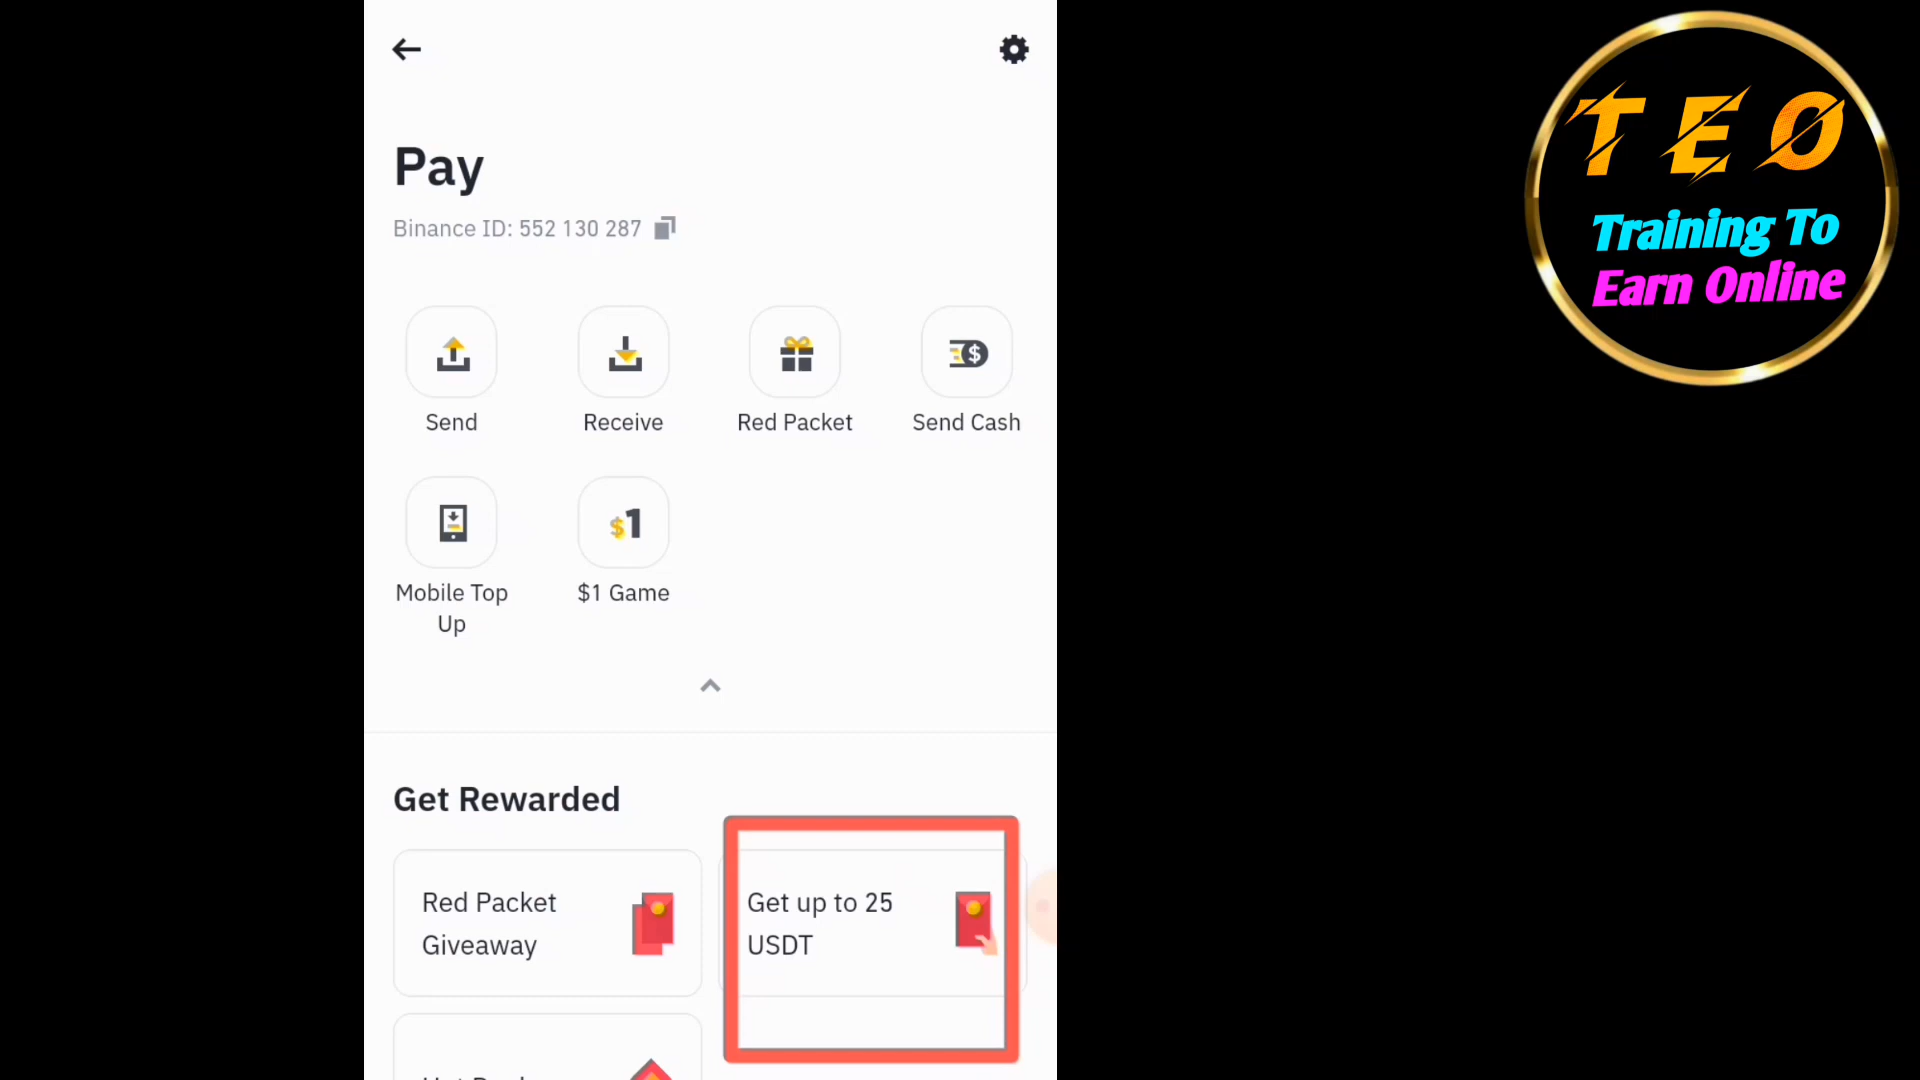 Pay
Binance ID: 552 130 287
Send
Receive
Red Packet
Send Cash
$1
Mobile Top
Up
$1 Game
Get Rewarded
Red Packet
Giveaway
Get up to 25
USDT
TEO
Training To
Earn Online